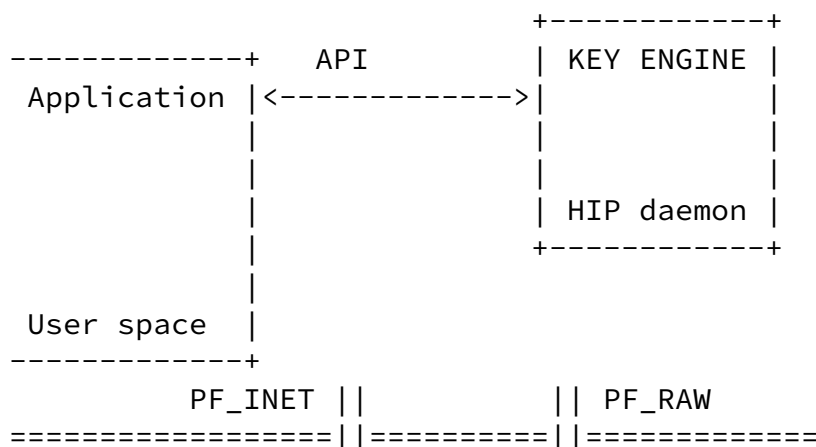 API KEY ENGINE
Application
HIP daemon
User space
PF_INET PF_RAW